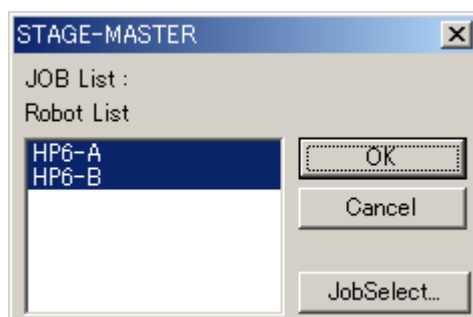 STAGE-MASTER
JOB List :
Robot List
HP6-A
HP6-B
OK
Cancel
JobSelect...